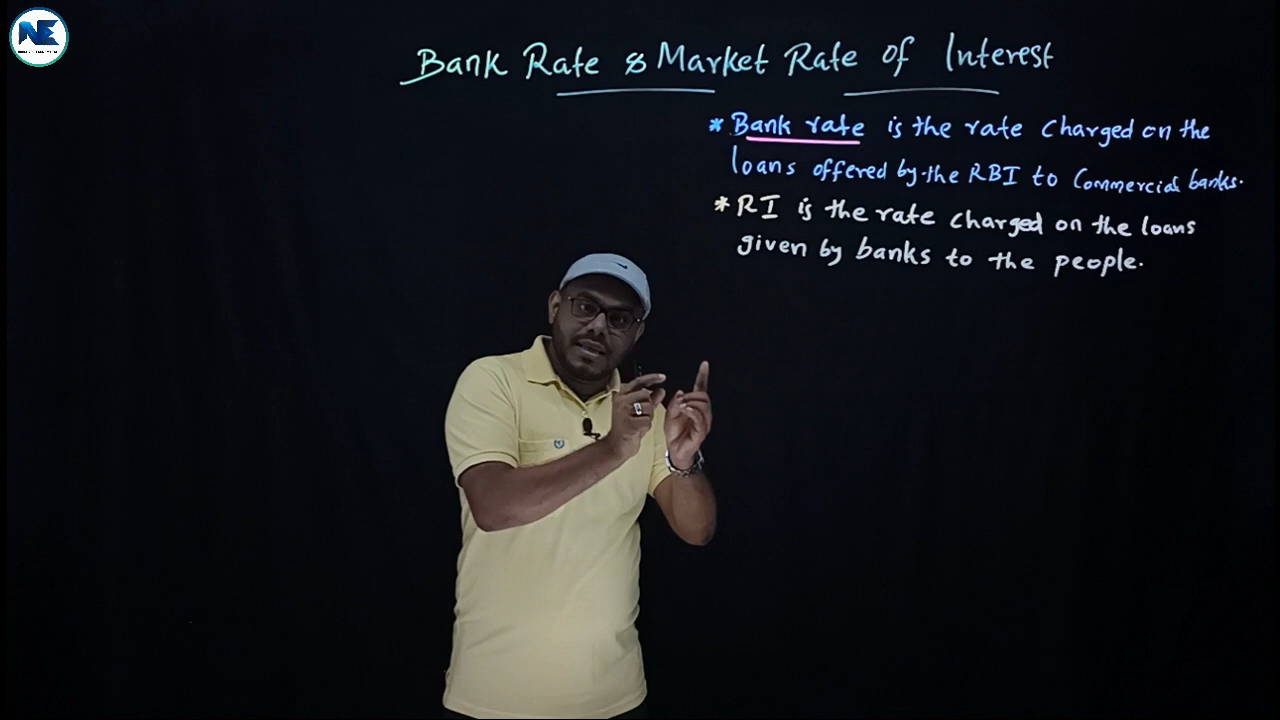 NE
Bank Rate & Market Rate of Interest
* Bank rate is the rate charged on the
loans offered by the RBI to Commercial banks.
* RI is the rate charged on the loans
given by banks to the people.